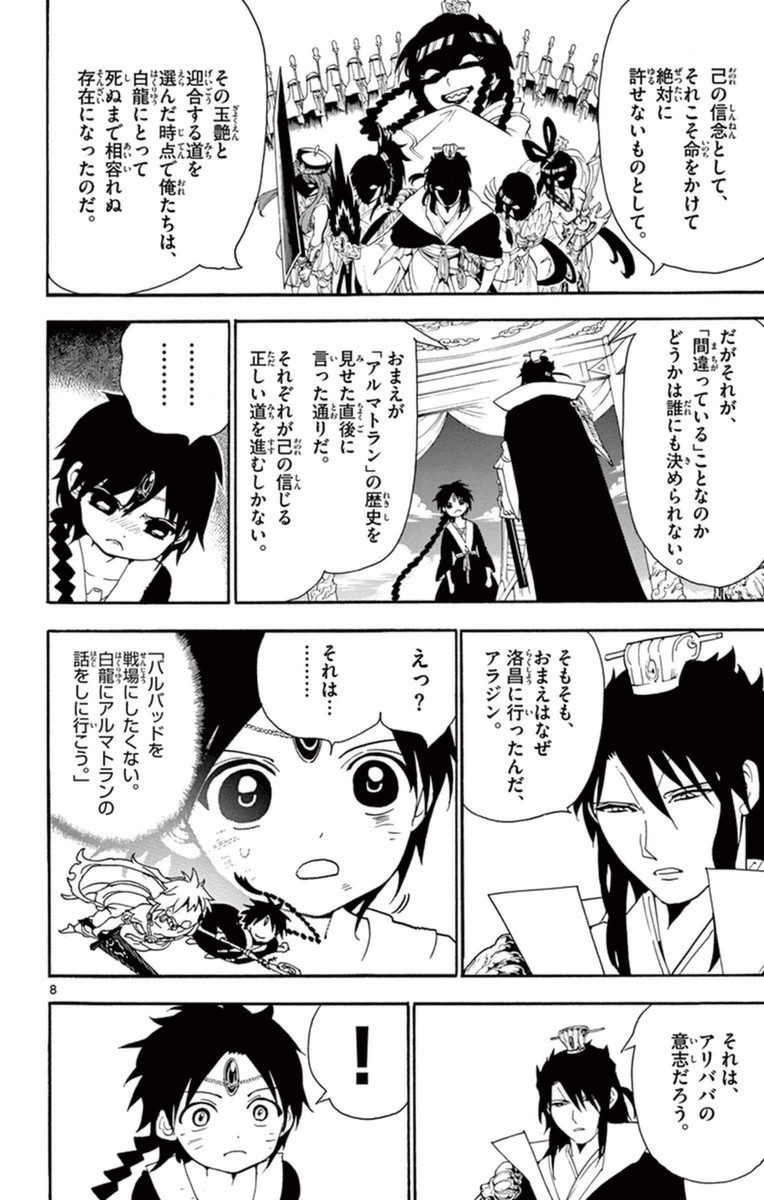 己の信念として、
それこそ命をかけて
絶対に
許せないものとして。
その玉艶と
迎合する道を
選んだ時点で俺たちは、
白龍にとって
死ぬまで相容れぬ
存在になったのだ。
だがそれが、
「間違っている」ことなのか
どうかは誰にも決められない。
おまえが
「アルマトラン」の歴史を
見せた直後に
言った通りだ。
それぞれが己の信じる
正しい道を進むしかない。
………
………
そもそも、
おまえはなぜ
洛昌に行ったんだ、
アラジン。
えっ?
それは…
………
「バルバッドを
戦場にしたくない。
白龍にアルマトランの
話をしに行こう。」
それは、
アリババの
意志だろう。
!
8